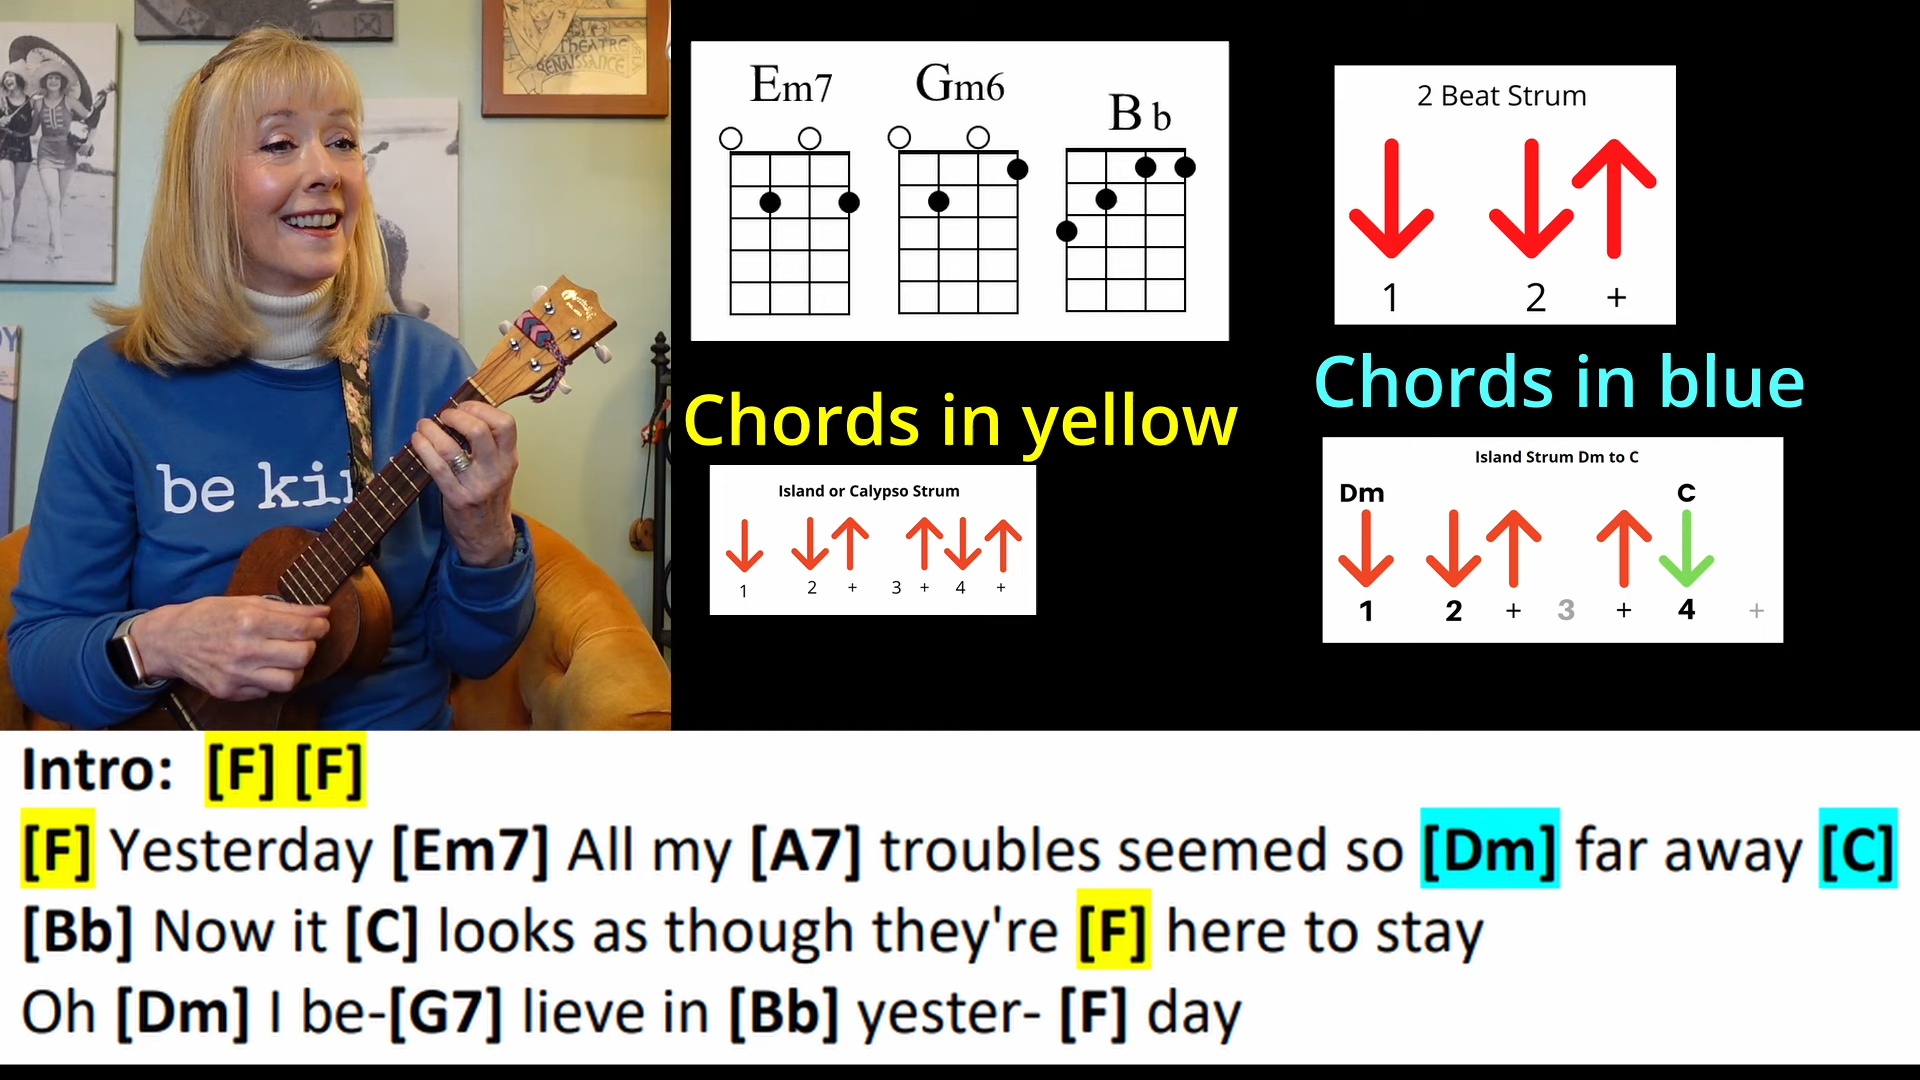 THEATRE
RENAISSANCE
be kin
Em7 Gm6 B b
2 Beat Strum
1 2 +
Chords in yellow
Chords in blue
Island or Calypso Strum
1 2 + 3 + 4 +
Island Strum Dm to C
Dm C
1 2 + 3 + 4 +
Intro: [F] [F]
[F] Yesterday [Em7] All my [A7] troubles seemed so [Dm] far away [C]
[Bb] Now it [C] looks as though they're [F] here to stay
Oh [Dm] I be-[G7] lieve in [Bb] yester- [F] day